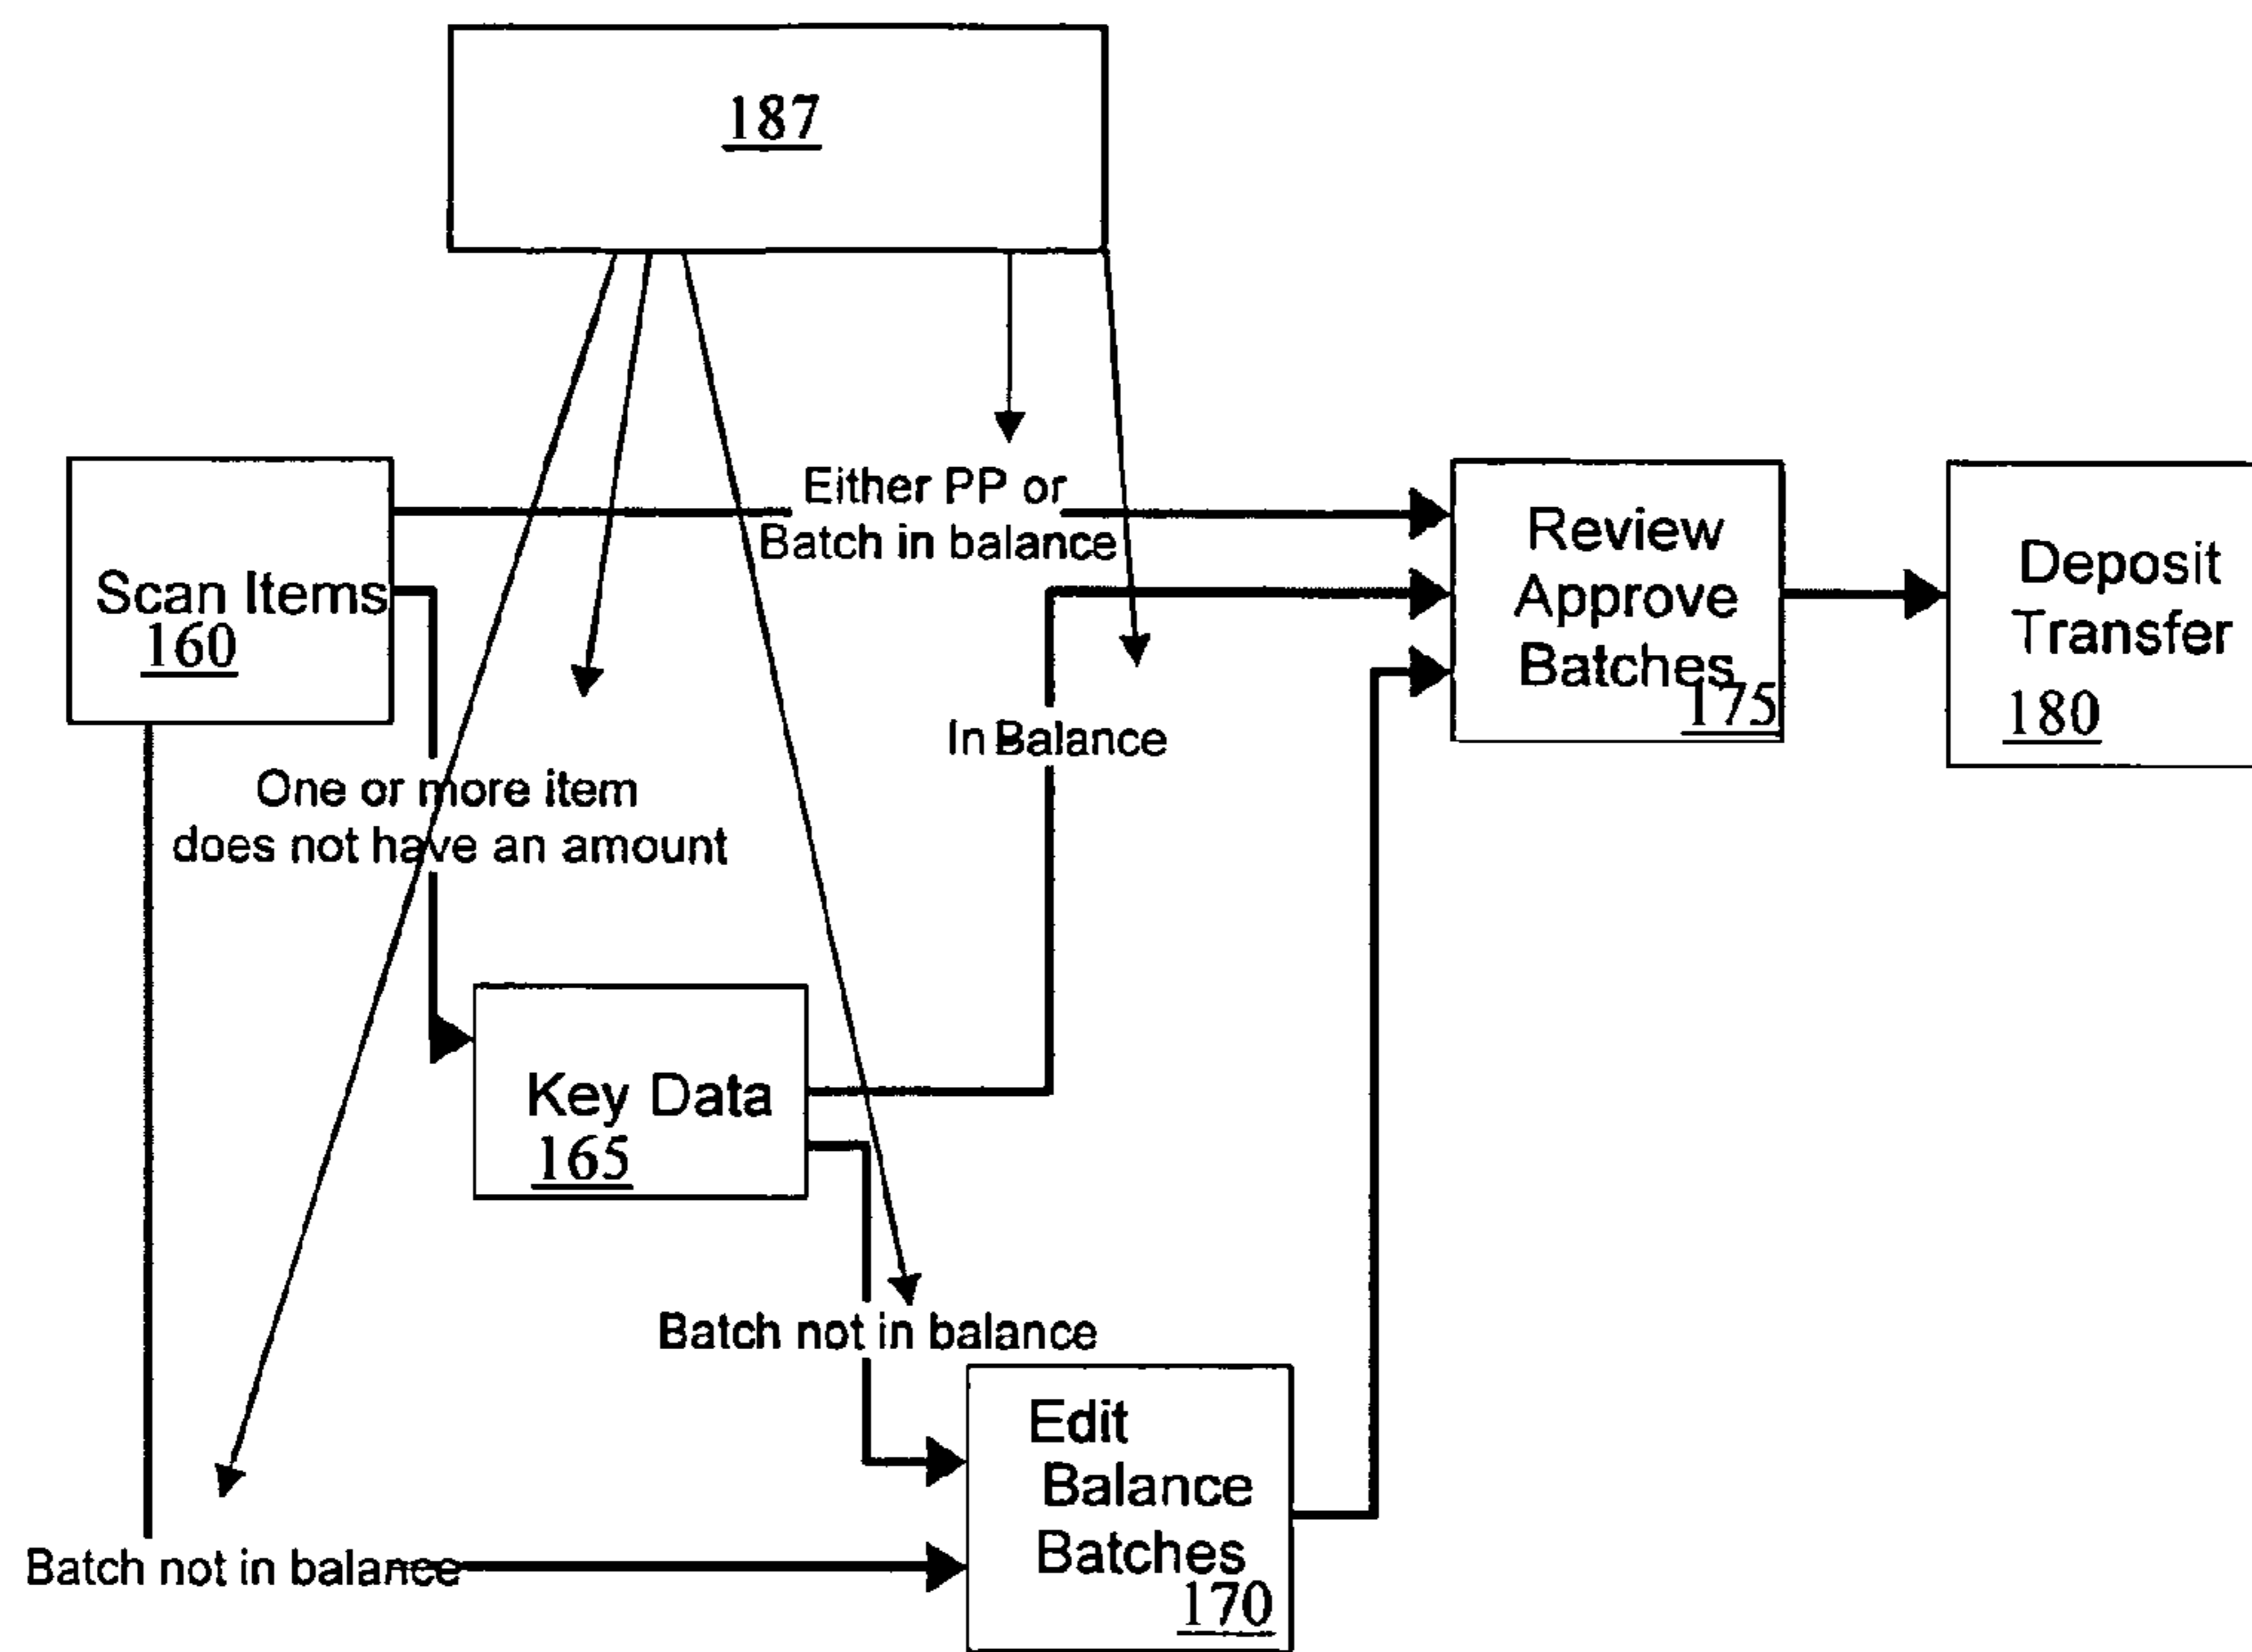 187
Either PP or
Batch in balance
Scan Items
160
Review
Approve
Batches
175
Deposit
Transfer
180
In Balance
One or more item
does not have an amount
Key Data
165
Batch not in balance
Edit
Balance
Batches
170
Batch not in balance